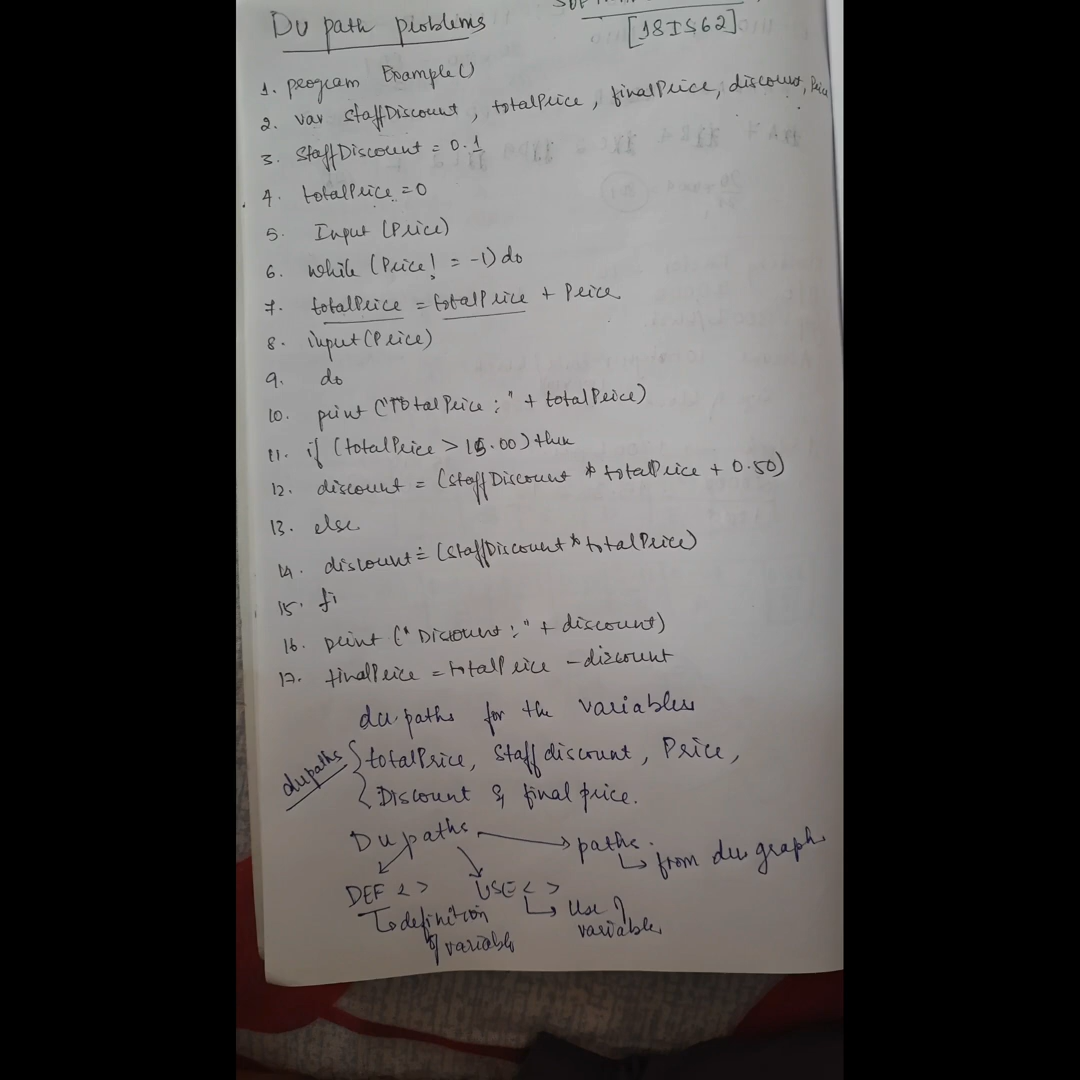 Du path problems
[18IS62]
1. program Example()
2. var staffDiscount, totalPrice, finalPrice, discount, Price
3. StaffDiscount = 0.1
4. totalPrice = 0
5. Input (Price)
6. while (Price! = -1) do
7. totalPrice = totalPrice + Price
8. input (Price)
9. do
10. print ("TotalPrice : " + totalPrice)
11. if (totalPrice > 15.00) then
12. discount = (staffDiscount * totalPrice + 0.50)
13. else
14. discount = (staffDiscount * totalPrice)
15. fi
16. print (" Discount : " + discount)
17. finalPrice = totalPrice - discount
du. paths for the variables
dupaths { totalPrice, Staff discount, Price,
Discount & final price.
Du paths → paths.
↳ from du graph
DEF < > USE < >
↳ definition of variable
↳ Use of variable